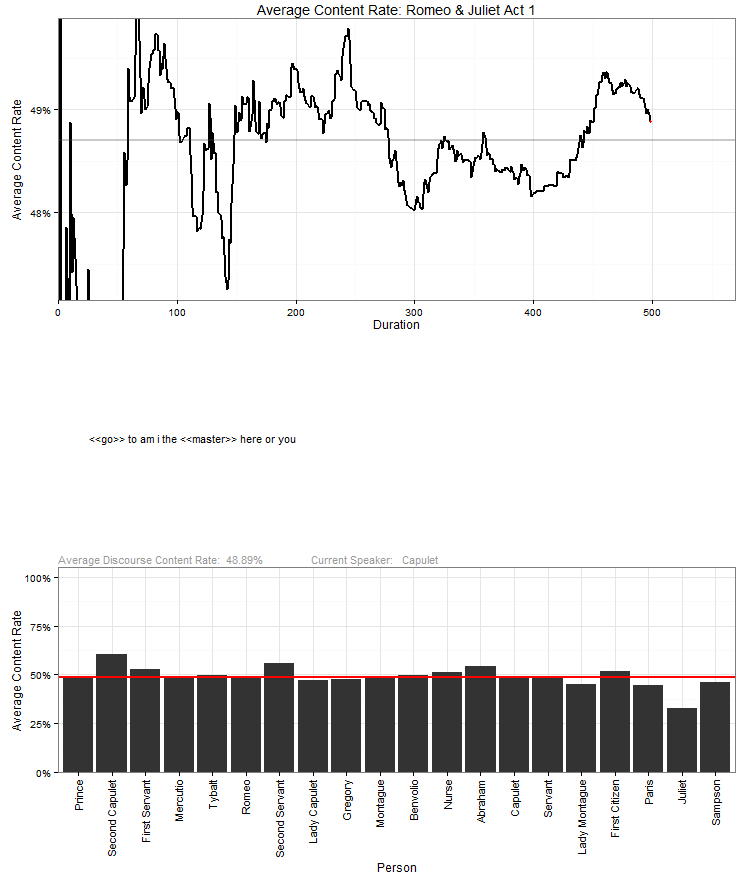 Average Content Rate: Romeo & Juliet Act 1
Average Content Rate
49%
48%
0 100 200 300 400 500
Duration
<<go>> to am i the <<master>> here or you
Average Discourse Content Rate: 48.89% Current Speaker: Capulet
Average Content Rate
100%
75%
50%
25%
0%
Prince
Second Capulet
First Servant
Mercutio
Tybalt
Romeo
Second Servant
Lady Capulet
Gregory
Montague
Benvolio
Nurse
Abraham
Capulet
Servant
Lady Montague
First Citizen
Paris
Juliet
Sampson
Person